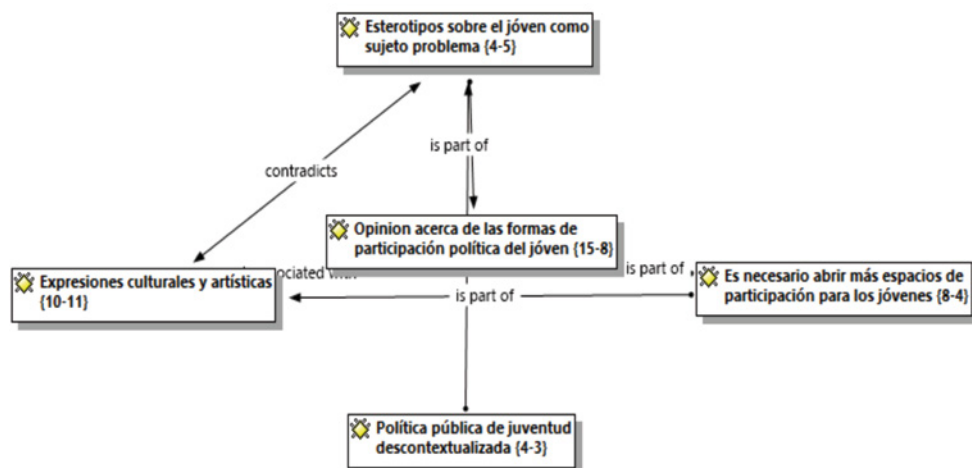 Esterotipos sobre el jóven como
sujeto problema {4-5}
is part of
contradicts
Opinion acerca de las formas de
participación política del jóven {15-8}
Expresiones culturales y artísticas
{10-11}
is part of
Es necesario abrir más espacios de
participación para los jóvenes {8-4}
is part of
Política pública de juventud
descontextualizada {4-3}